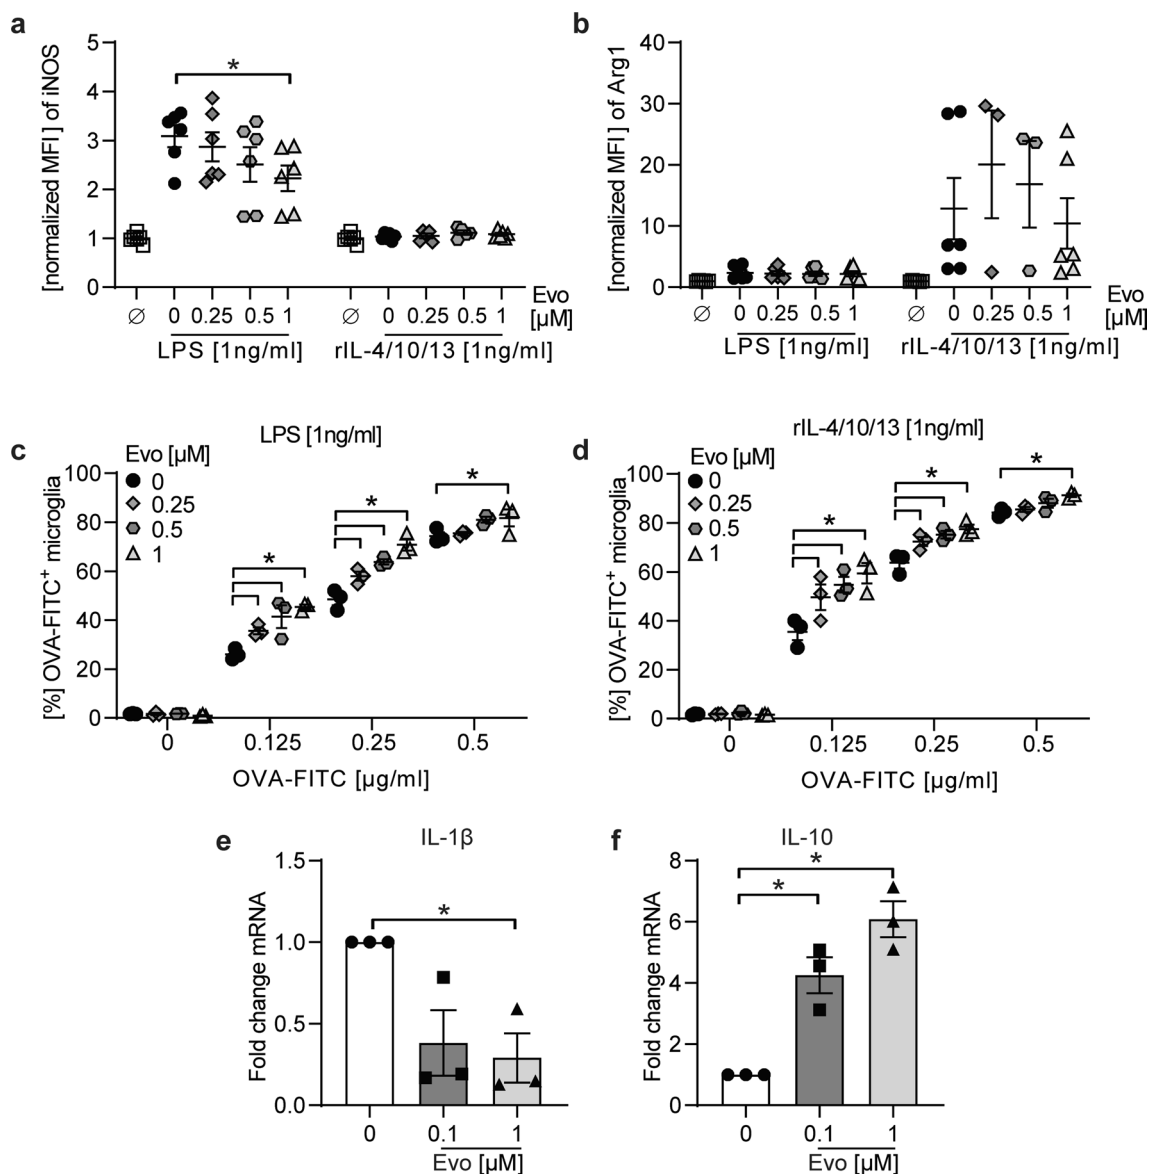 a
[normalized MFI] of iNOS
5
4
3
2
1
0
*
∅ 0 0.25 0.5 1
Evo
[µM]
LPS [1ng/ml] rIL-4/10/13 [1ng/ml]
∅ 0 0.25 0.5 1
b
[normalized MFI] of Arg1
40
30
20
10
0
∅ 0 0.25 0.5 1
∅ 0 0.25 0.5 1
Evo
[µM]
LPS [1ng/ml] rIL-4/10/13 [1ng/ml]
c
LPS [1ng/ml]
Evo [µM]
0
0.25
0.5
1
[%] OVA-FITC+ microglia
100
80
60
40
20
0
* * *
0 0.125 0.25 0.5
OVA-FITC [µg/ml]
d
rIL-4/10/13 [1ng/ml]
Evo [µM]
0
0.25
0.5
1
[%] OVA-FITC+ microglia
100
80
60
40
20
0
* * *
0 0.125 0.25 0.5
OVA-FITC [µg/ml]
e
IL-1β
Fold change mRNA
1.5
1.0
0.5
0.0
*
0 0.1 1
Evo [µM]
f
IL-10
Fold change mRNA
8
6
4
2
0
*
*
0 0.1 1
Evo [µM]